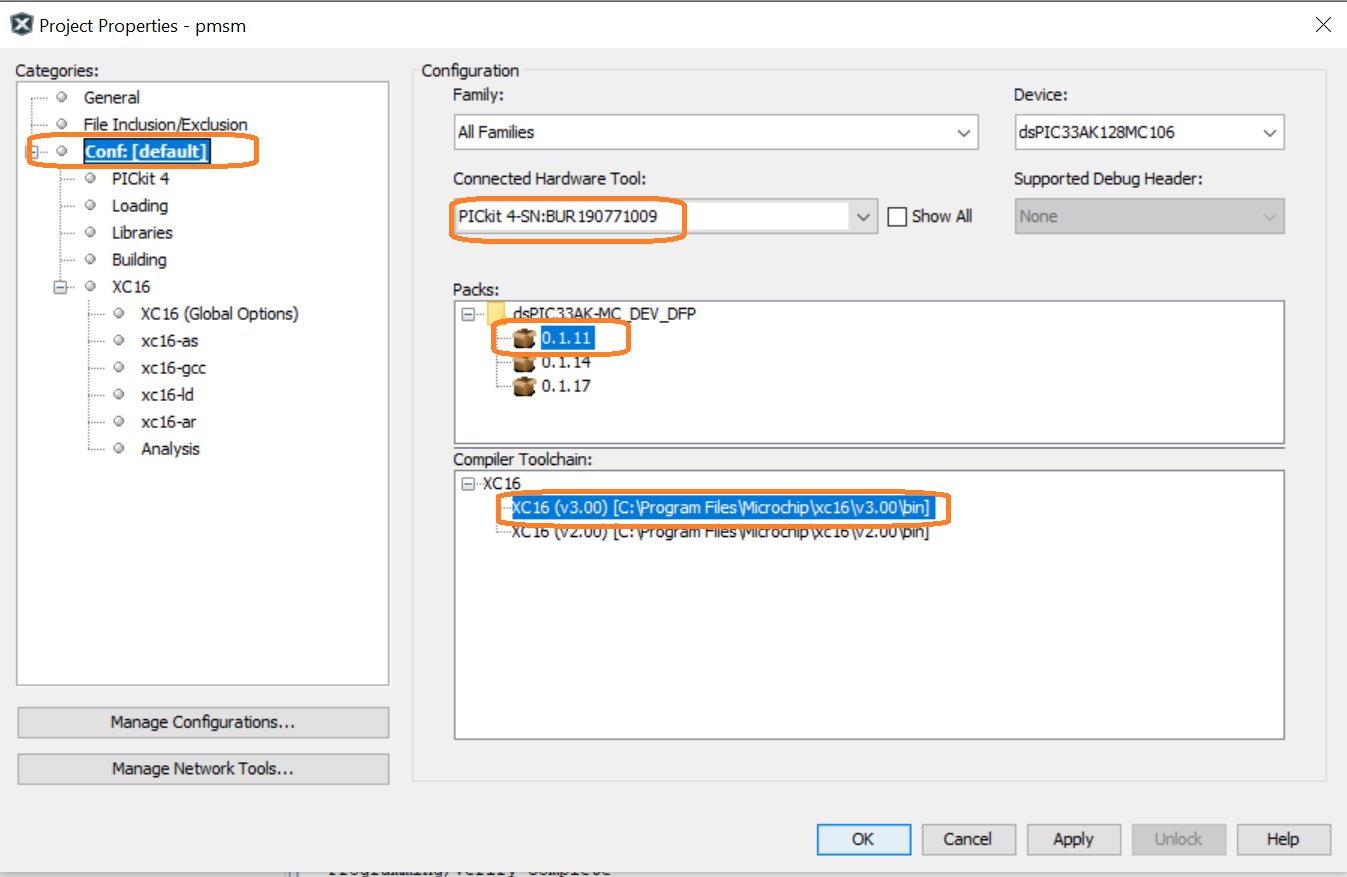 Project Properties - pmsm
Categories:
General
File Inclusion/Exclusion
Conf: [default]
PICkit 4
Loading
Libraries
Building
XC16
XC16 (Global Options)
xc16-as
xc16-gcc
xc16-ld
xc16-ar
Analysis
Manage Configurations...
Manage Network Tools...
Configuration
Family:
All Families
Device:
dsPIC33AK128MC106
Connected Hardware Tool:
PICkit 4-SN:BUR190771009
Show All
Supported Debug Header:
None
Packs:
dsPIC33AK-MC_DEV_DFP
0.1.11
0.1.14
0.1.17
Compiler Toolchain:
XC16
XC16 (v3.00) [C:\Program Files\Microchip\xc16\v3.00\bin]
XC16 (v2.00) [C:\Program Files\Microchip\xc16\v2.00\bin]
OK
Cancel
Apply
Unlock
Help
Programming/Verify complete